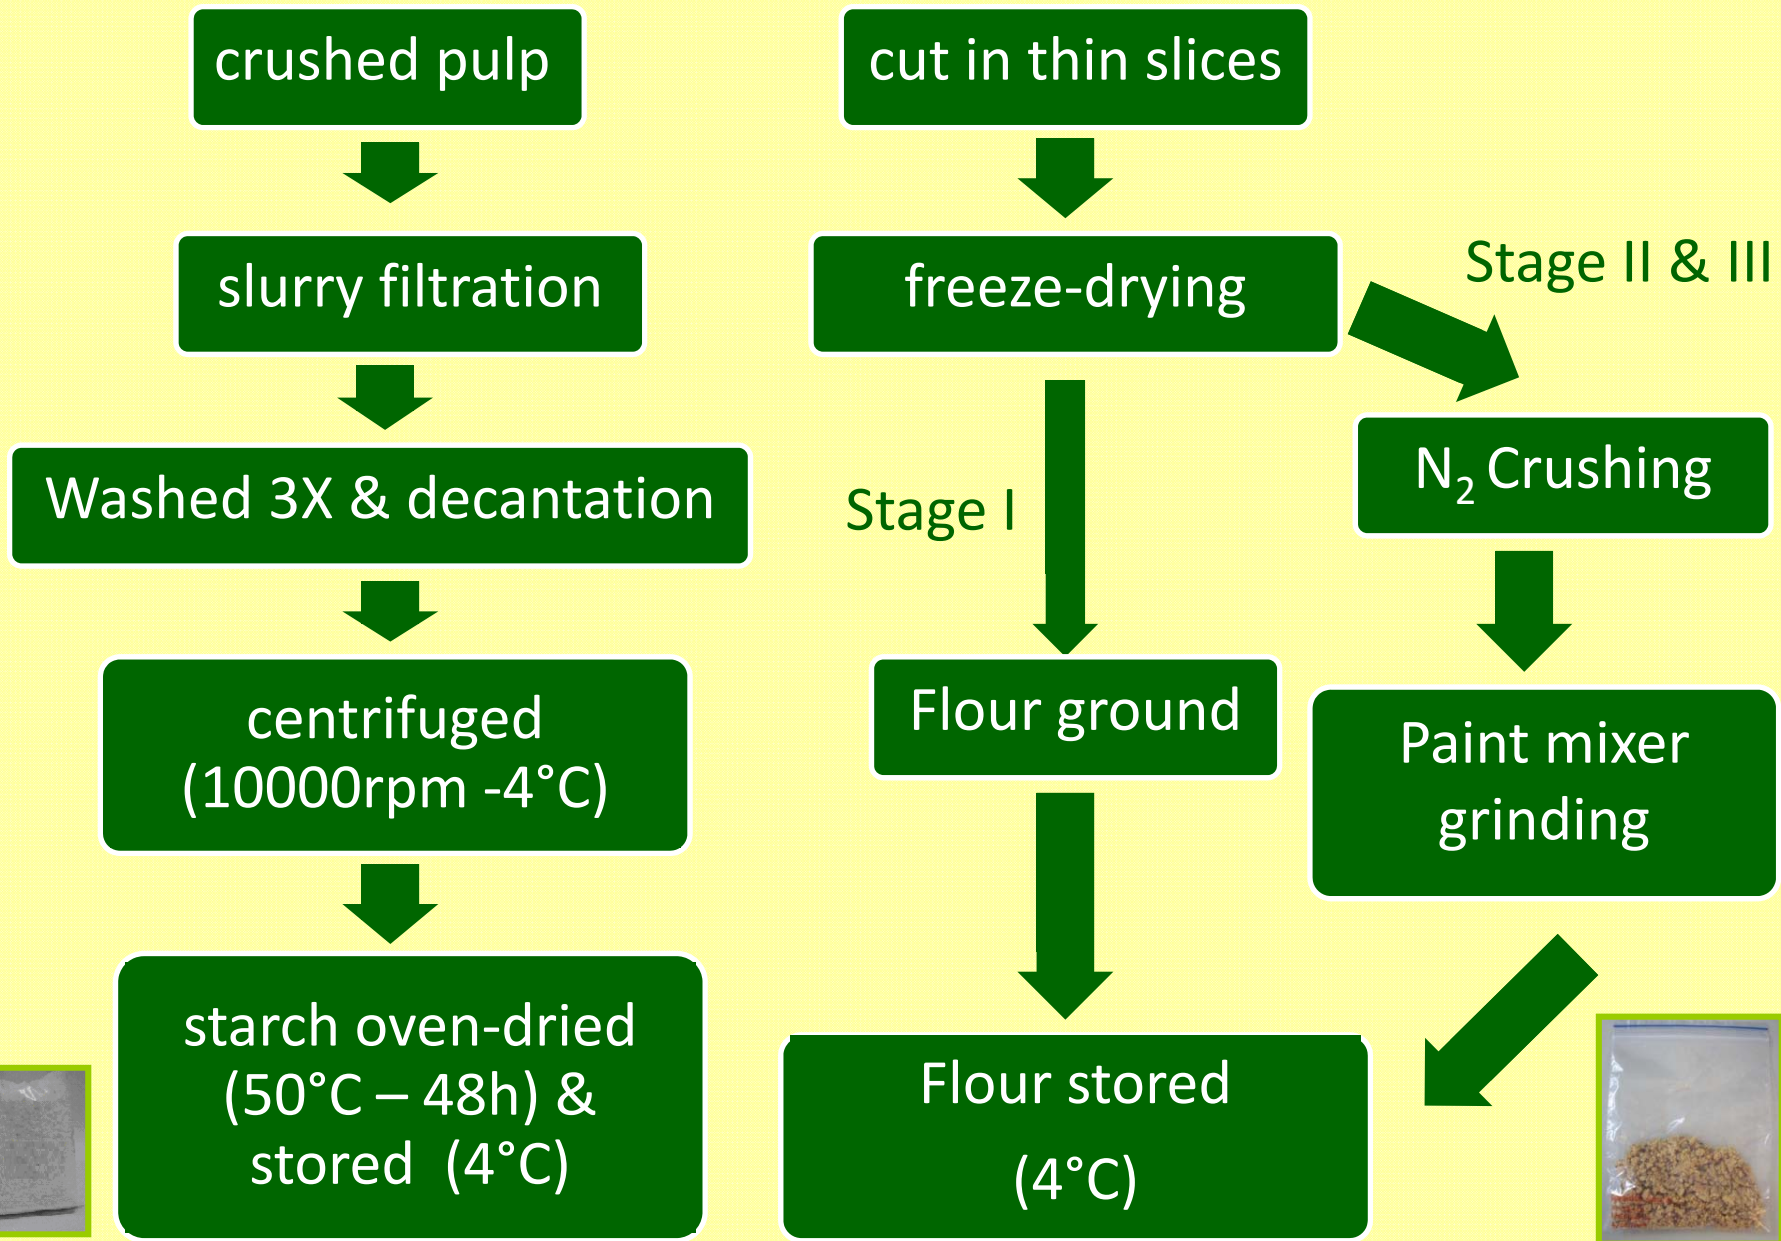 crushed pulp
slurry filtration
Washed 3X & decantation
centrifuged
(10000rpm -4°C)
starch oven-dried
(50°C – 48h) &
stored (4°C)
cut in thin slices
freeze-drying
Stage I
Flour ground
Flour stored
(4°C)
Stage II & III
N₂ Crushing
Paint mixer
grinding